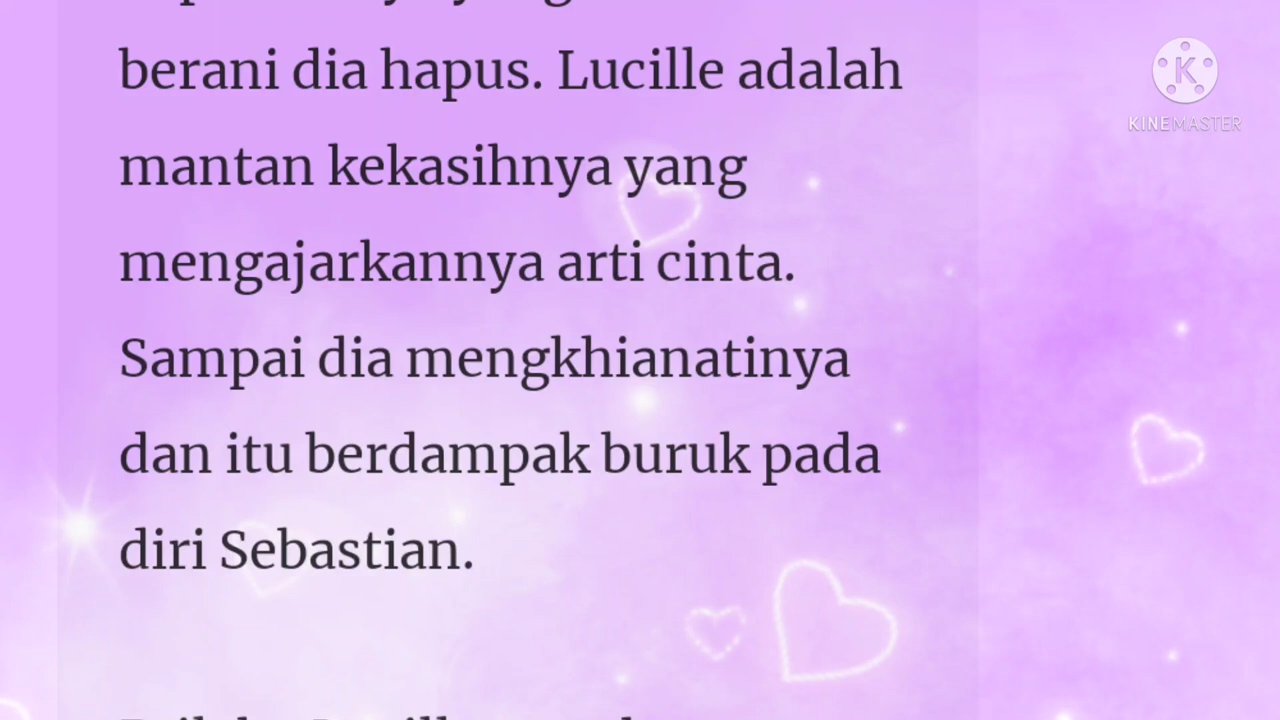 berani dia hapus. Lucille adalah
mantan kekasihnya yang
mengajarkannya arti cinta.
Sampai dia mengkhianatinya
dan itu berdampak buruk pada
diri Sebastian.
K
KINEMASTER